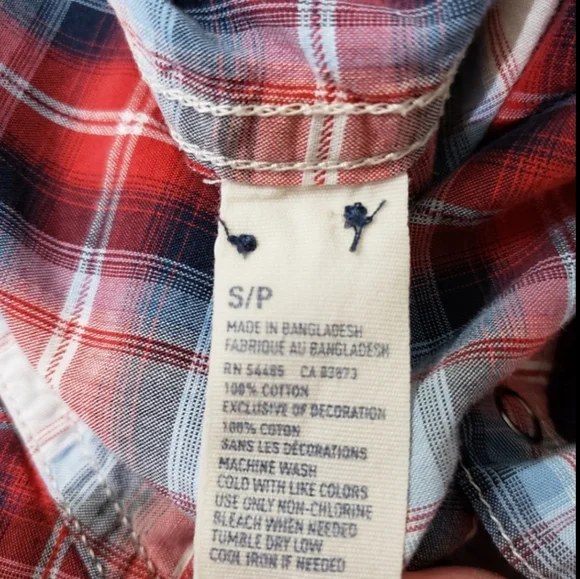 S/P
MADE IN BANGLADESH
FABRIQUÉ AU BANGLADESH
RN 54485 CA 03873
100% COTTON
EXCLUSIVE OF DECORATION
100% COTON
SANS LES DÉCORATIONS
MACHINE WASH
COLD WITH LIKE COLORS
USE ONLY NON-CHLORINE
BLEACH WHEN NEEDED
TUMBLE DRY LOW
COOL IRON IF NEEDED